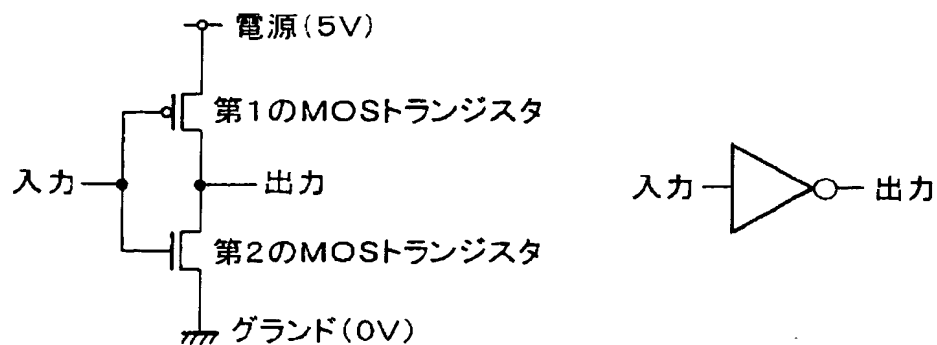 電源(5V)
第1のMOSトランジスタ
入力
出力
第2のMOSトランジスタ
グランド(0V)
入力
出力